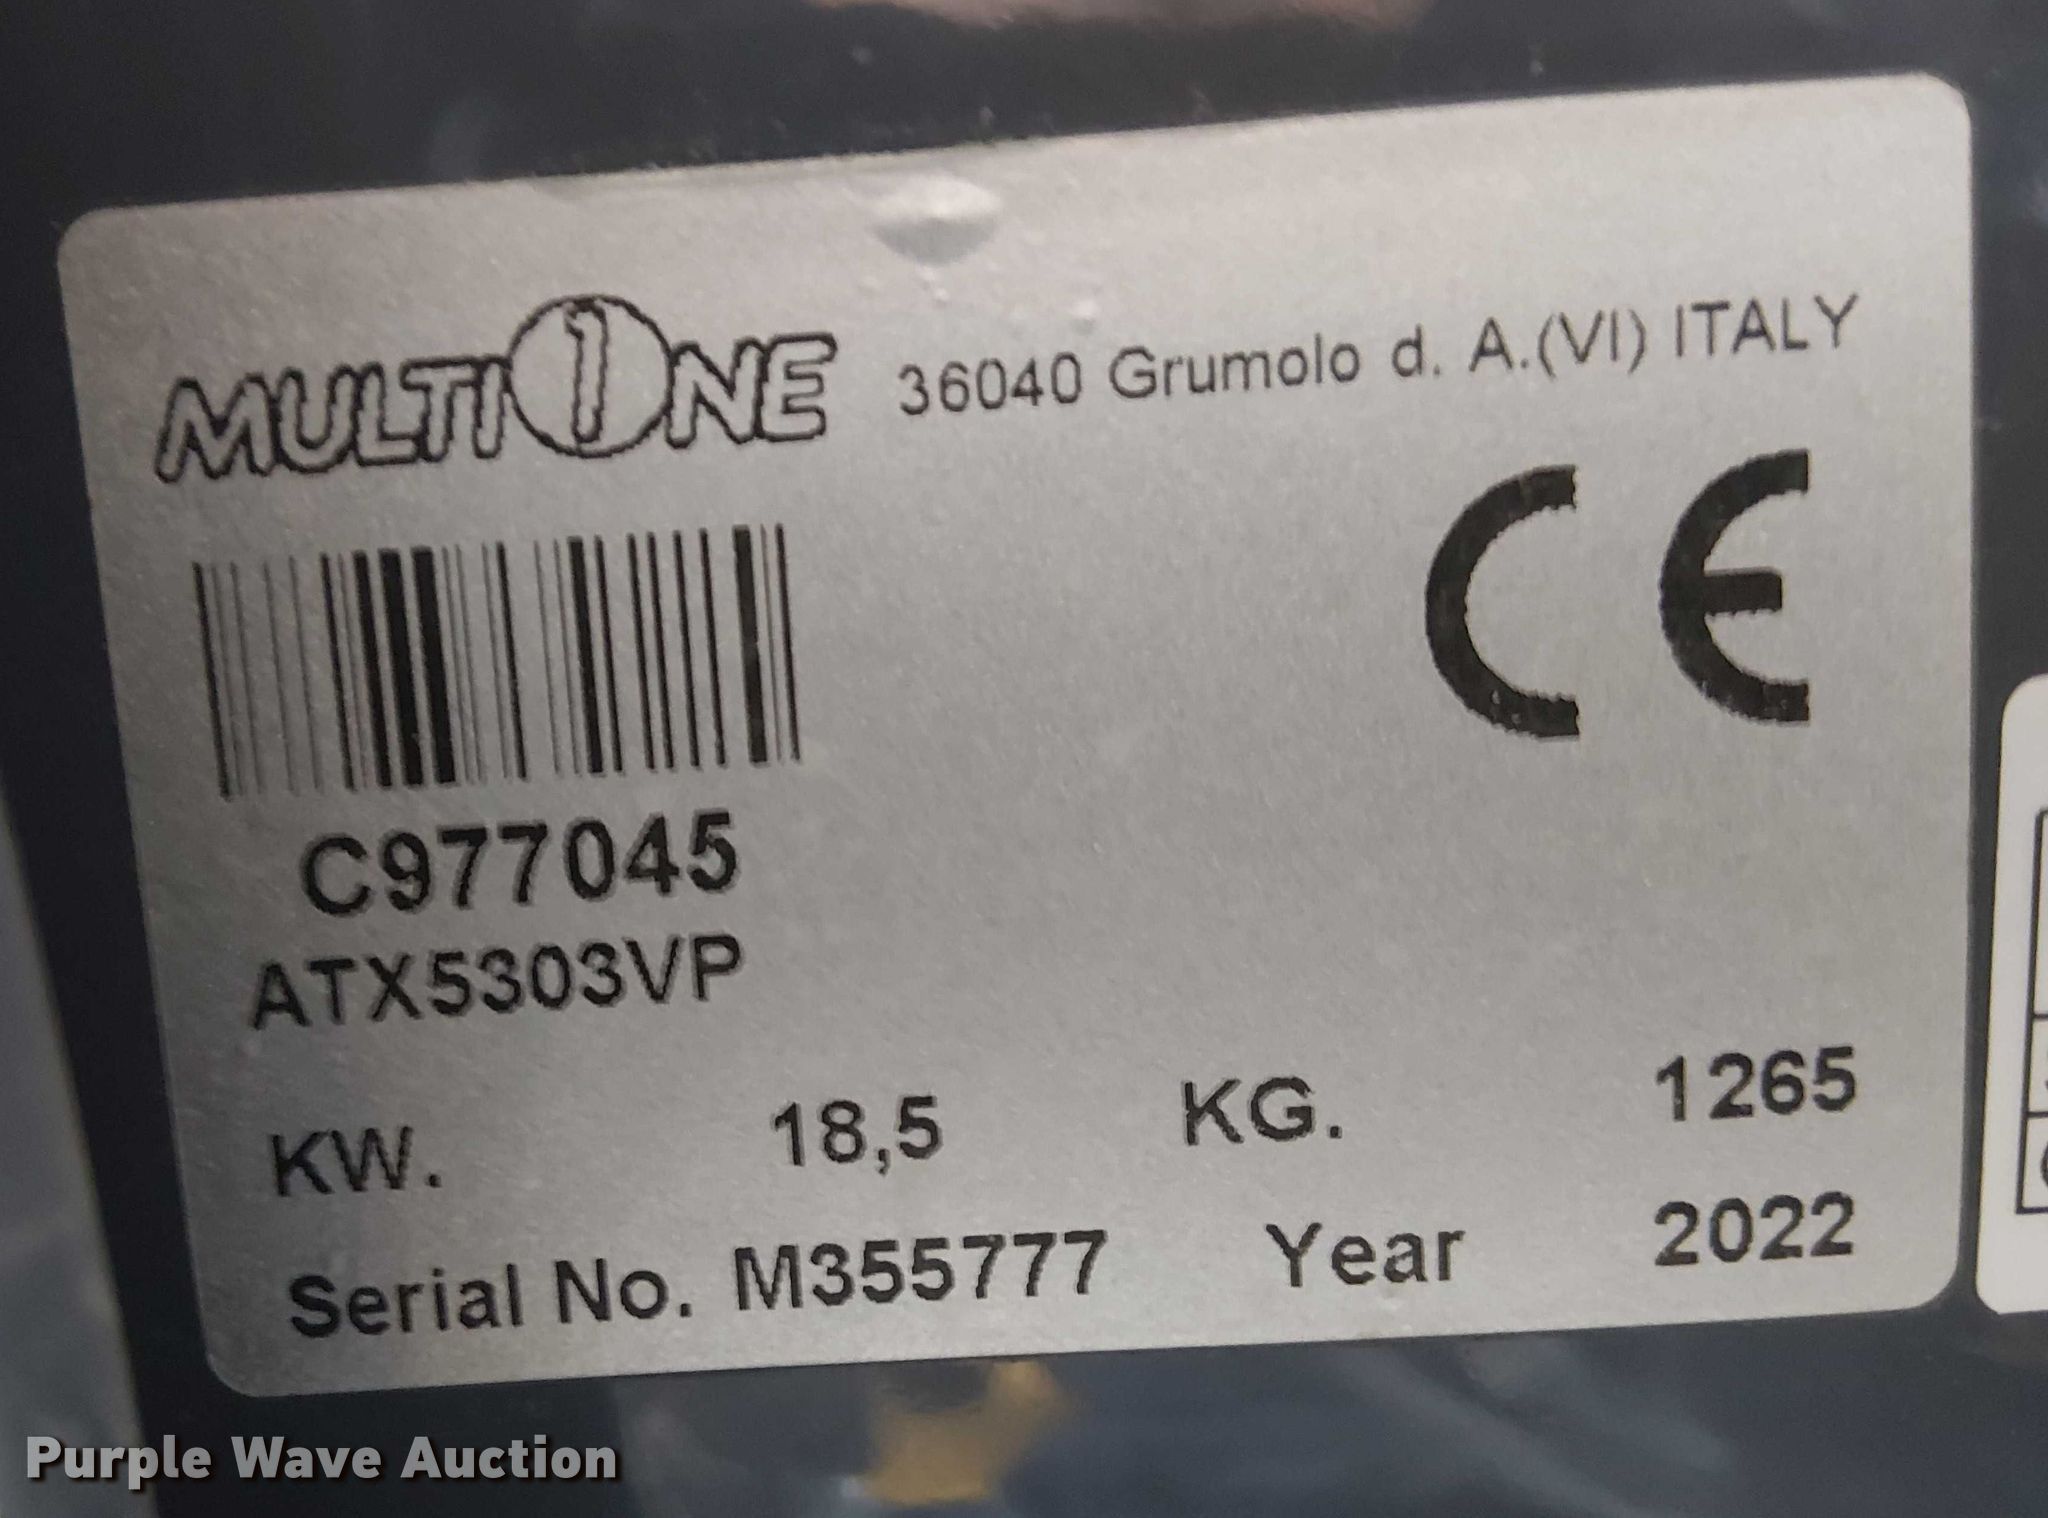 MULTI1NE 36040 Grumolo d. A.(VI) ITALY
CE
C977045
ATX5303VP
KW. 18,5 KG. 1265
Serial No. M355777 Year 2022
Purple Wave Auction